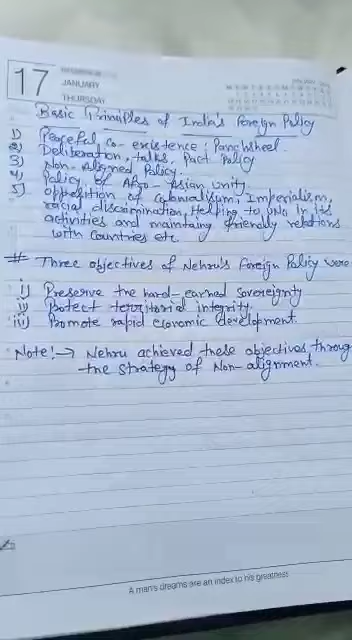 17
JANUARY
THURSDAY
Basic Principles of India's Foreign Policy
1) Peaceful co-existence: Panchsheel.
2) Deliberation, talks, Pact Policy
3) Non-Aligned Policy.
4) Policy of Afro-Asian Unity.
5) Opposition of Colonialism, Imperialism,
racial discrimination, Helping to UNO in its
activities and maintaing friendly relations
with countries etc.
# Three objectives of Nehru's Foreign Policy were
i) Preserve the hard-earned sovereignty
ii) Protect territorial integrity.
iii) Promote rapid economic development.
Note:→ Nehru achieved these objectives throug
the strategy of Non-alignment.
A man's dreams are an index to his greatness